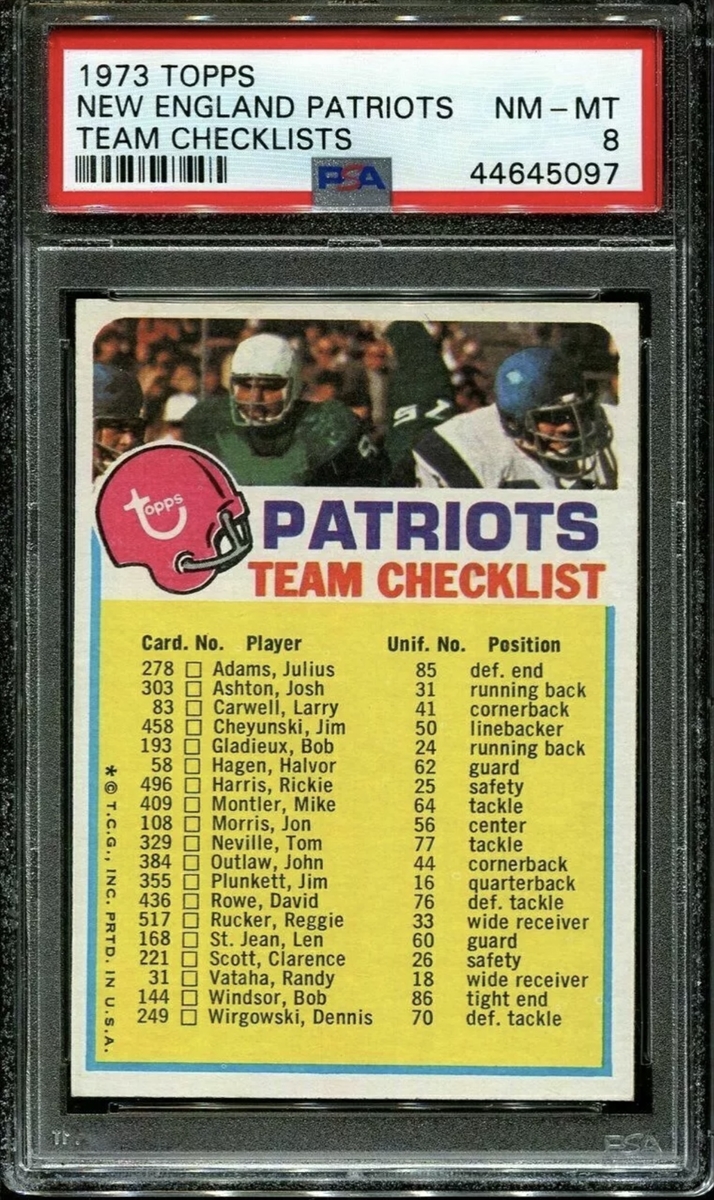 1973 TOPPS
NEW ENGLAND PATRIOTS NM – MT
TEAM CHECKLISTS 8
PSA 44645097
75
topps
PATRIOTS
TEAM CHECKLIST
Card. No. Player Unif. No. Position
278 □ Adams, Julius 85 def. end
303 □ Ashton, Josh 31 running back
83 □ Carwell, Larry 41 cornerback
458 □ Cheyunski, Jim 50 linebacker
193 □ Gladieux, Bob 24 running back
58 □ Hagen, Halvor 62 guard
496 □ Harris, Rickie 25 safety
409 □ Montler, Mike 64 tackle
108 □ Morris, Jon 56 center
329 □ Neville, Tom 77 tackle
384 □ Outlaw, John 44 cornerback
355 □ Plunkett, Jim 16 quarterback
436 □ Rowe, David 76 def. tackle
517 □ Rucker, Reggie 33 wide receiver
168 □ St. Jean, Len 60 guard
221 □ Scott, Clarence 26 safety
31 □ Vataha, Randy 18 wide receiver
144 □ Windsor, Bob 86 tight end
249 □ Wirgowski, Dennis 70 def. tackle
* © T.C.G., INC. PRTD. IN U.S.A.
PSA